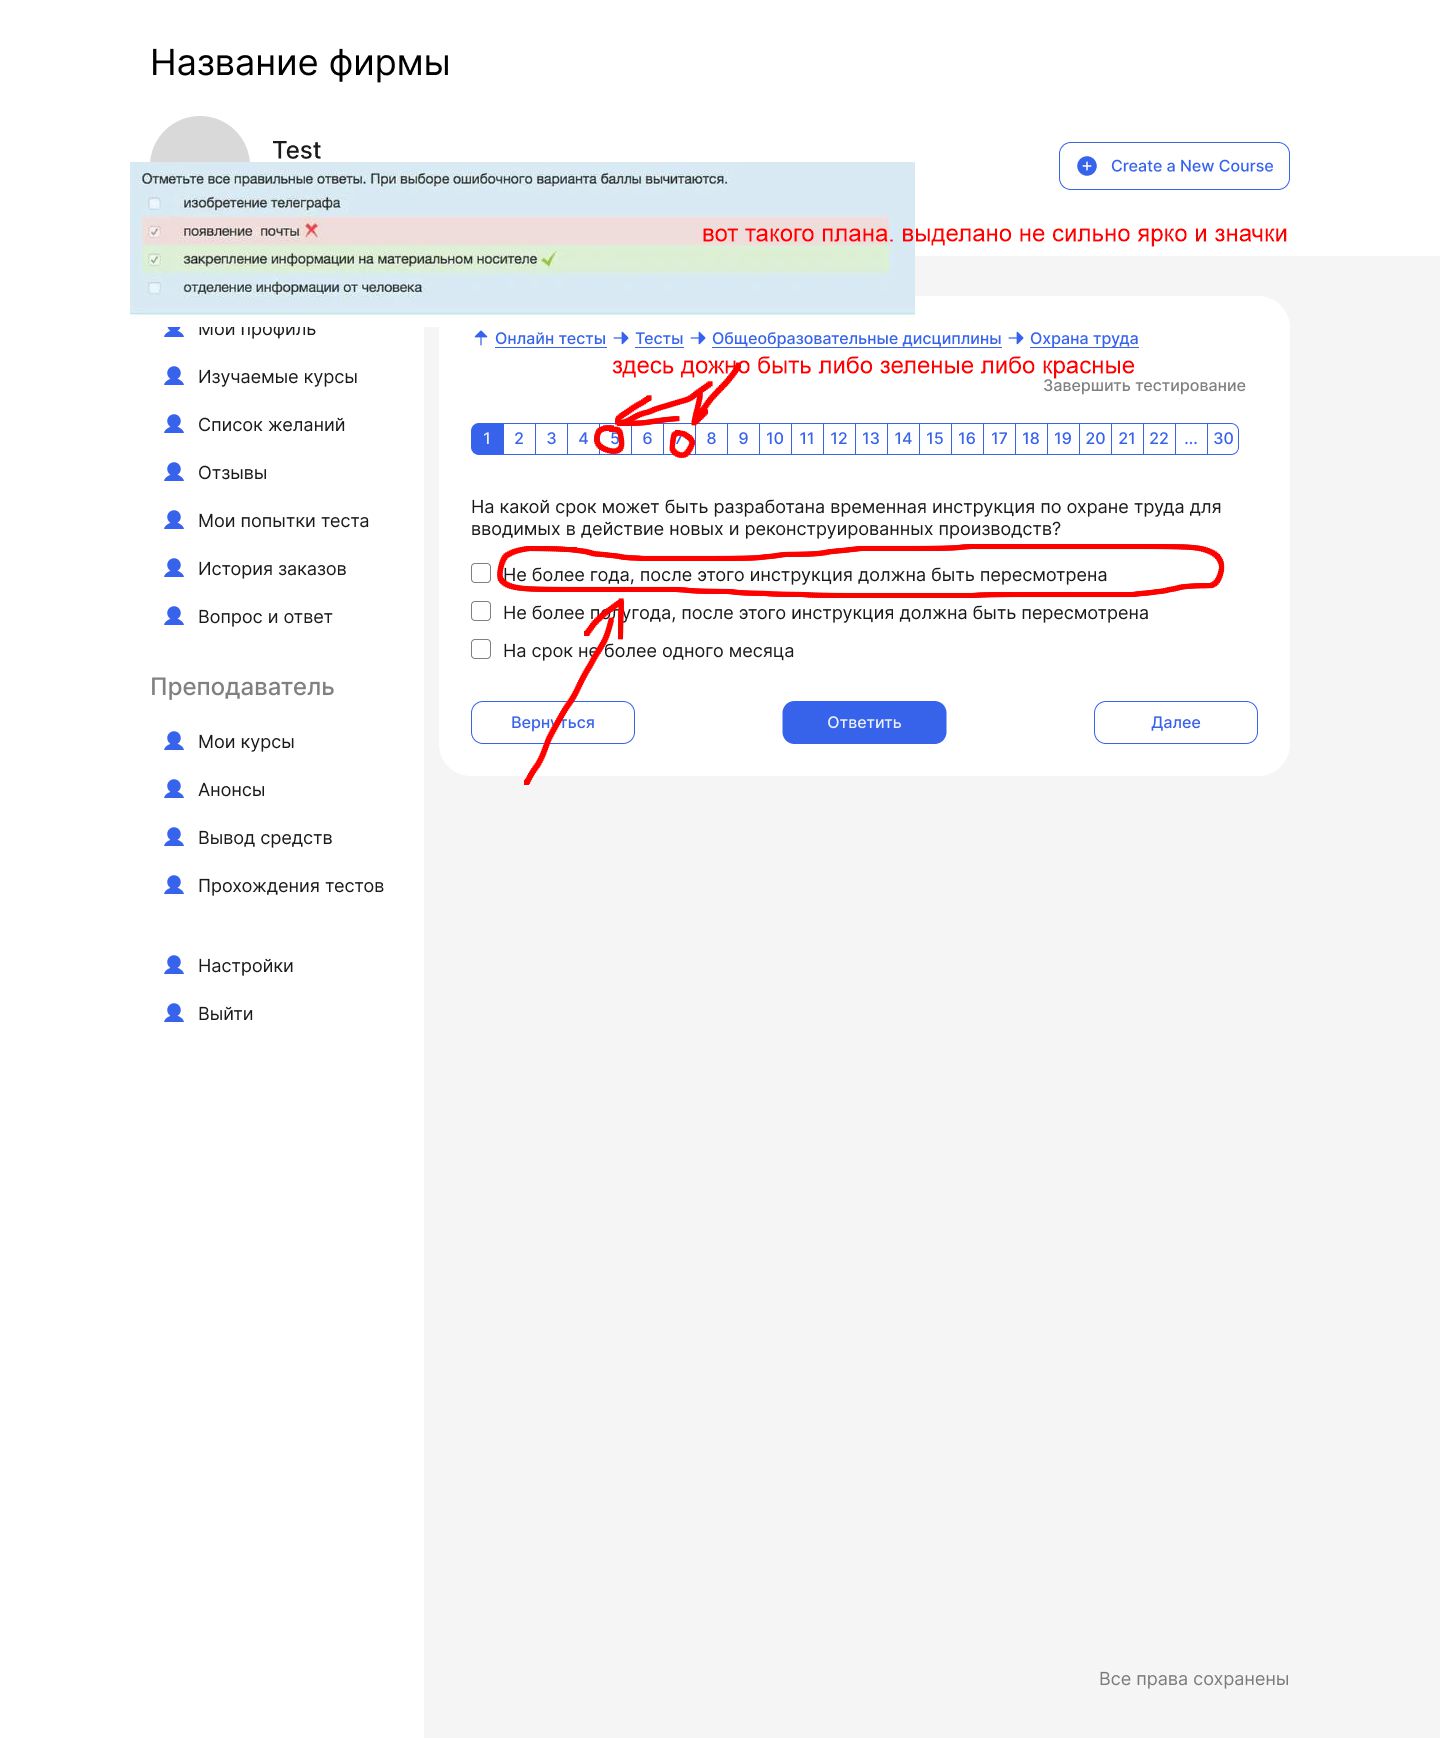 Название фирмы
Test
Create a New Course
Отметьте все правильные ответы. При выборе ошибочного варианта баллы вычитаются.
изобретение телеграфа
появление почты
закрепление информации на материальном носителе
отделение информации от человека
вот такого плана. выделано не сильно ярко и значки
Мой профиль
Изучаемые курсы
Список желаний
Отзывы
Мои попытки теста
История заказов
Вопрос и ответ
Преподаватель
Мои курсы
Анонсы
Вывод средств
Прохождения тестов
Настройки
Выйти
Онлайн тесты Тесты Общеобразовательные дисциплины Охрана труда
здесь дожно быть либо зеленые либо красные
Завершить тестирование
1 2 3 4 5 6 7 8 9 10 11 12 13 14 15 16 17 18 19 20 21 22 ... 30
На какой срок может быть разработана временная инструкция по охране труда для
вводимых в действие новых и реконструированных производств?
Не более года, после этого инструкция должна быть пересмотрена
Не более полугода, после этого инструкция должна быть пересмотрена
На срок не более одного месяца
Вернуться
Ответить
Далее
Все права сохранены